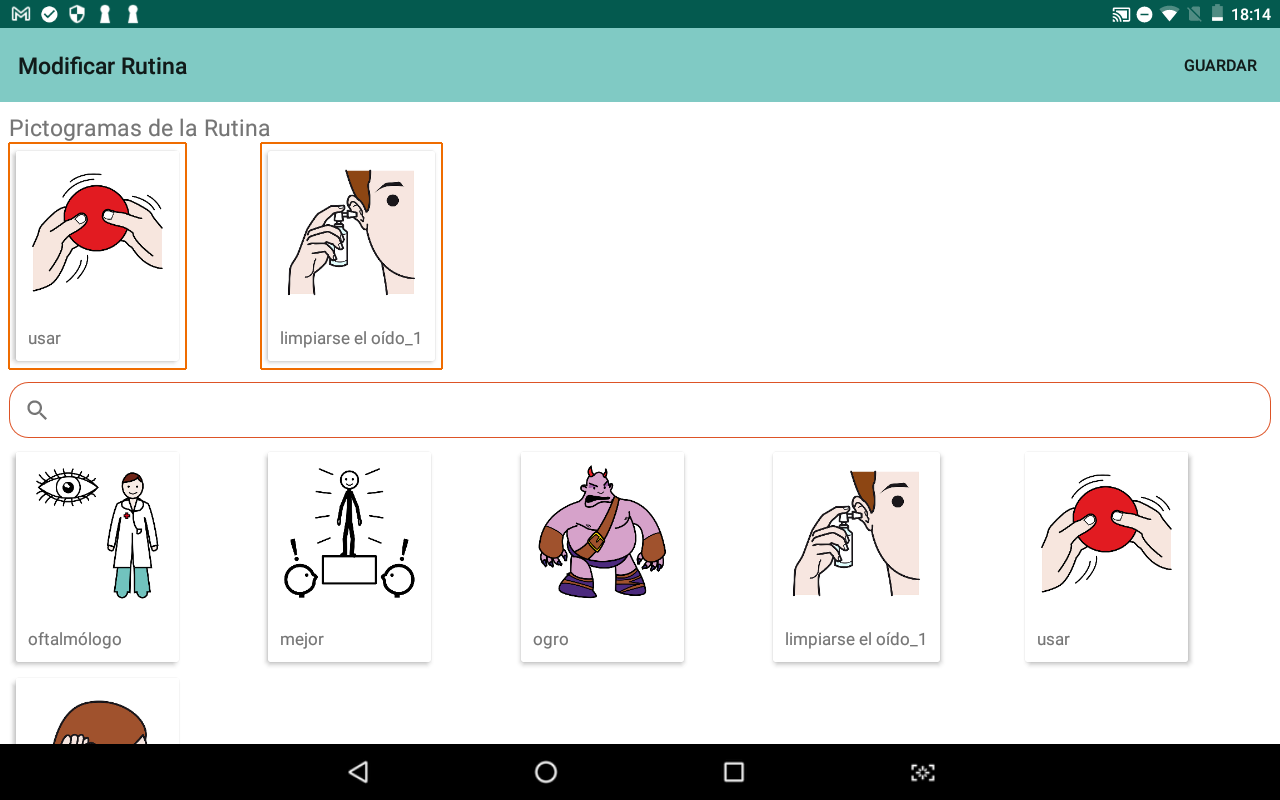 18:14
Modificar Rutina
GUARDAR
Pictogramas de la Rutina
usar
limpiarse el oído_1
oftalmólogo
mejor
ogro
limpiarse el oído_1
usar